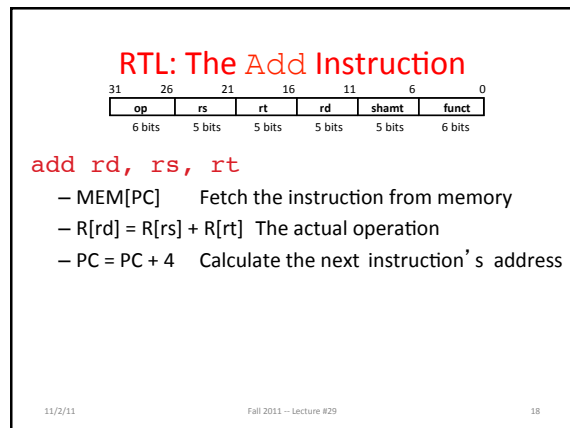 RTL: The Add Instruction
31 26 21 16 11 6 0
op rs rt rd shamt funct
6 bits 5 bits 5 bits 5 bits 5 bits 6 bits
add rd, rs, rt
– MEM[PC] Fetch the instruction from memory
– R[rd] = R[rs] + R[rt] The actual operation
– PC = PC + 4 Calculate the next instruction’s address
11/2/11 Fall 2011 -- Lecture #29 18